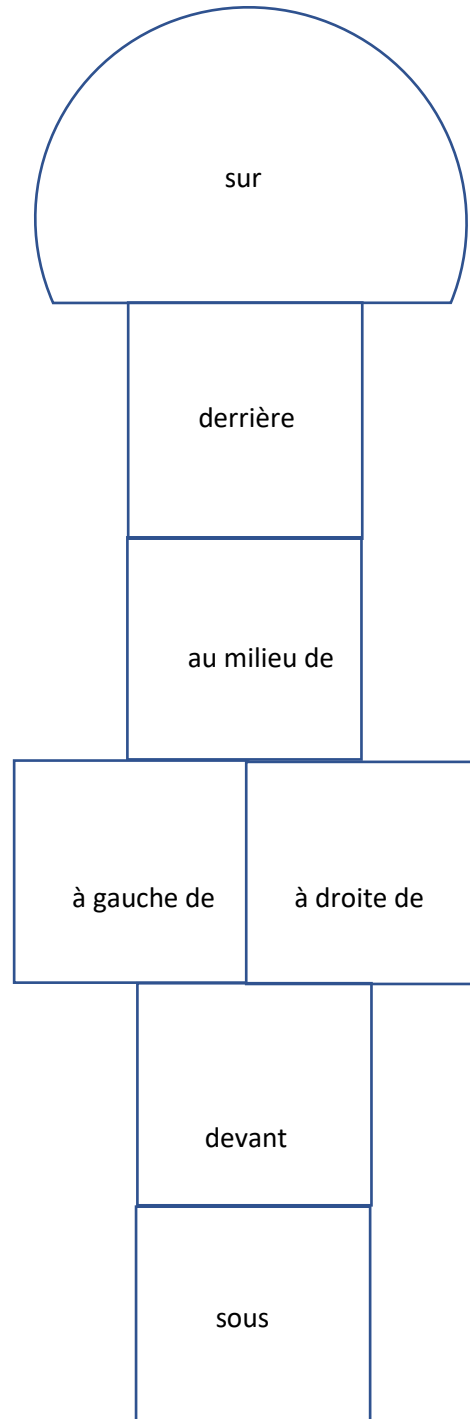 sur
derrière
au milieu de
à gauche de
à droite de
devant
sous